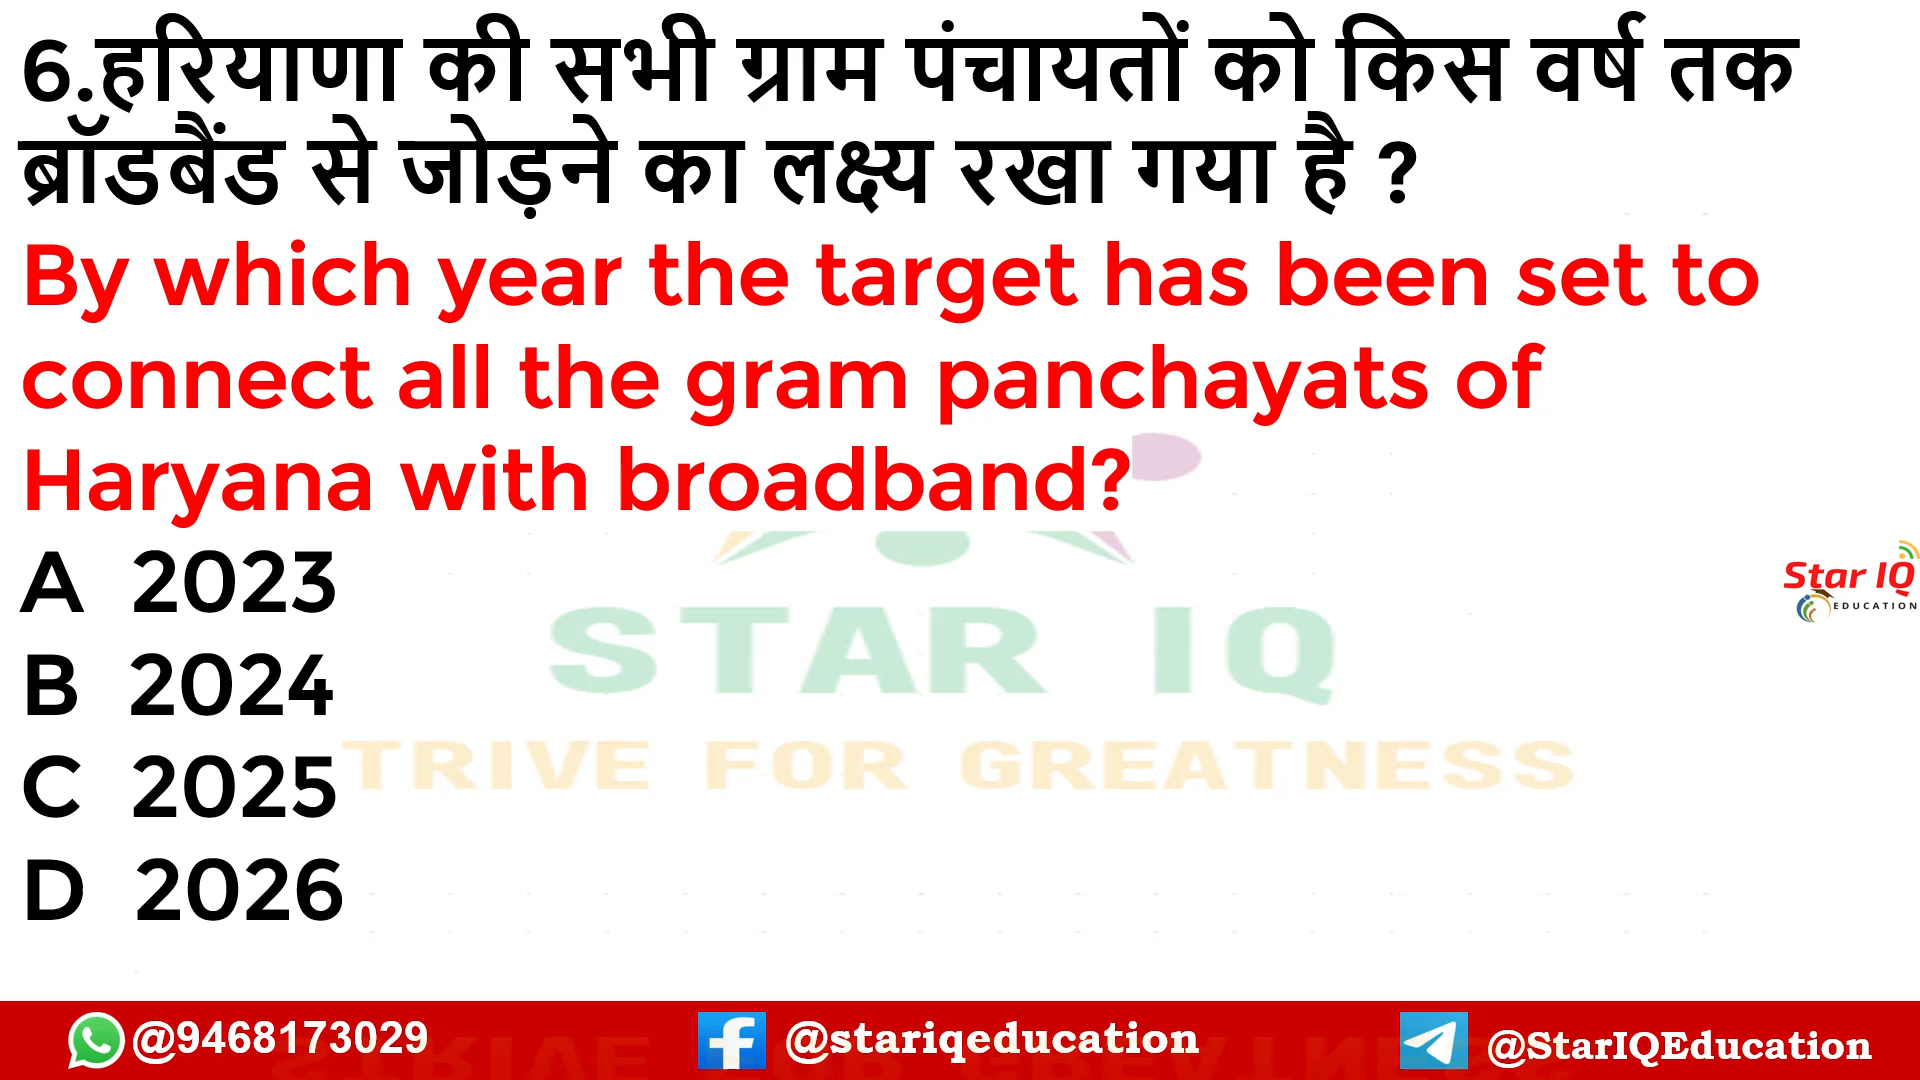 6.हरियाणा की सभी ग्राम पंचायतों को किस वर्ष तक
ब्रॉडबैंड से जोड़ने का लक्ष्य रखा गया है ?
By which year the target has been set to
connect all the gram panchayats of
Haryana with broadband?
A 2023
B 2024
C 2025
D 2026
STAR IQ
TRIVE FOR GREATNESS
Star IQ
EDUCATION
@9468173029
@stariqeducation
@StarIQEducation